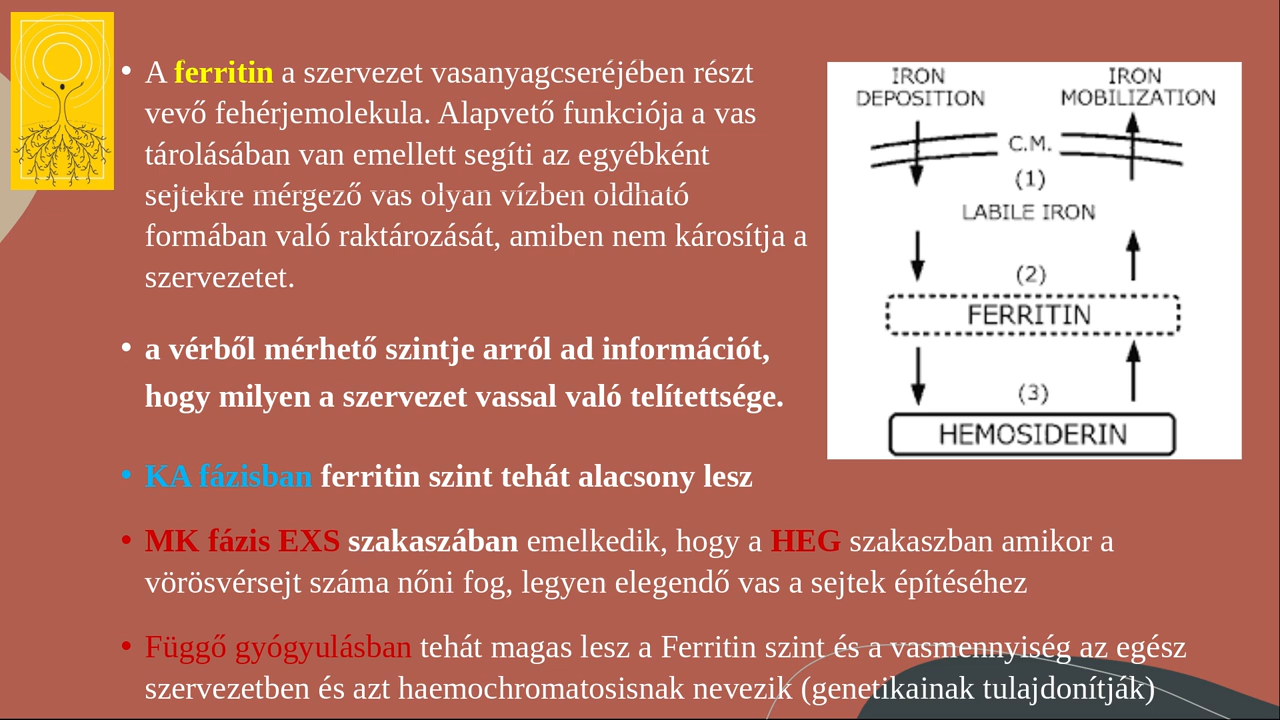 • A ferritin a szervezet vasanyagcseréjében részt
vevő fehérjemolekula. Alapvető funkciója a vas
tárolásában van emellett segíti az egyébként
sejtekre mérgező vas olyan vízben oldható
formában való raktározását, amiben nem károsítja a
szervezetet.
• a vérből mérhető szintje arról ad információt,
hogy milyen a szervezet vassal való telítettsége.
• KA fázisban ferritin szint tehát alacsony lesz
• MK fázis EXS szakaszában emelkedik, hogy a HEG szakaszban amikor a
vörösvérsejt száma nőni fog, legyen elegendő vas a sejtek építéséhez
• Függő gyógyulásban tehát magas lesz a Ferritin szint és a vasmennyiség az egész
szervezetben és azt haemochromatosisnak nevezik (genetikainak tulajdonítják)
IRON DEPOSITION
IRON MOBILIZATION
C.M.
(1)
LABILE IRON
(2)
FERRITIN
(3)
HEMOSIDERIN